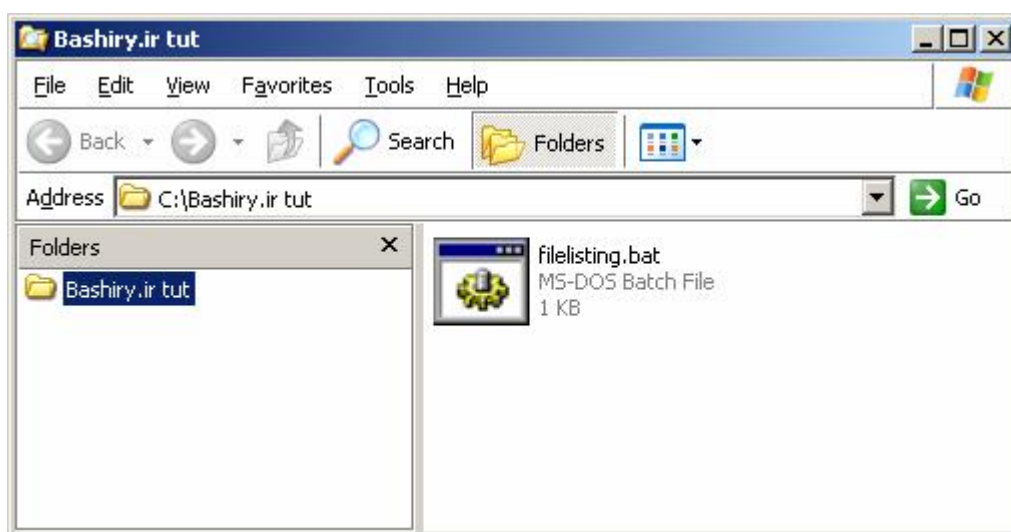 Bashiry.ir tut
File Edit View Favorites Tools Help
Back Search Folders
Address C:\Bashiry.ir tut Go
Folders
Bashiry.ir tut
filelisting.bat
MS-DOS Batch File
1 KB